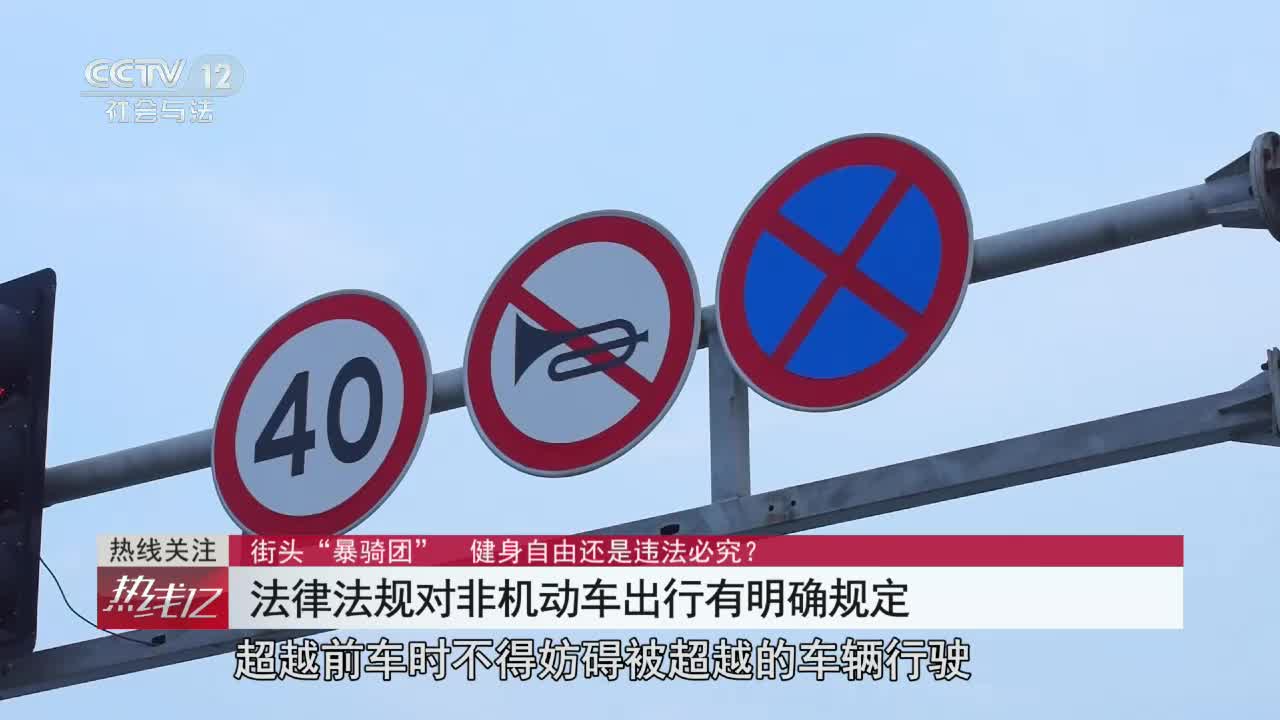 CCTV 12
社会与法
40
热线关注
街头“暴骑团” 健身自由还是违法必究？
热线12
法律法规对非机动车出行有明确规定
超越前车时不得妨碍被超越的车辆行驶